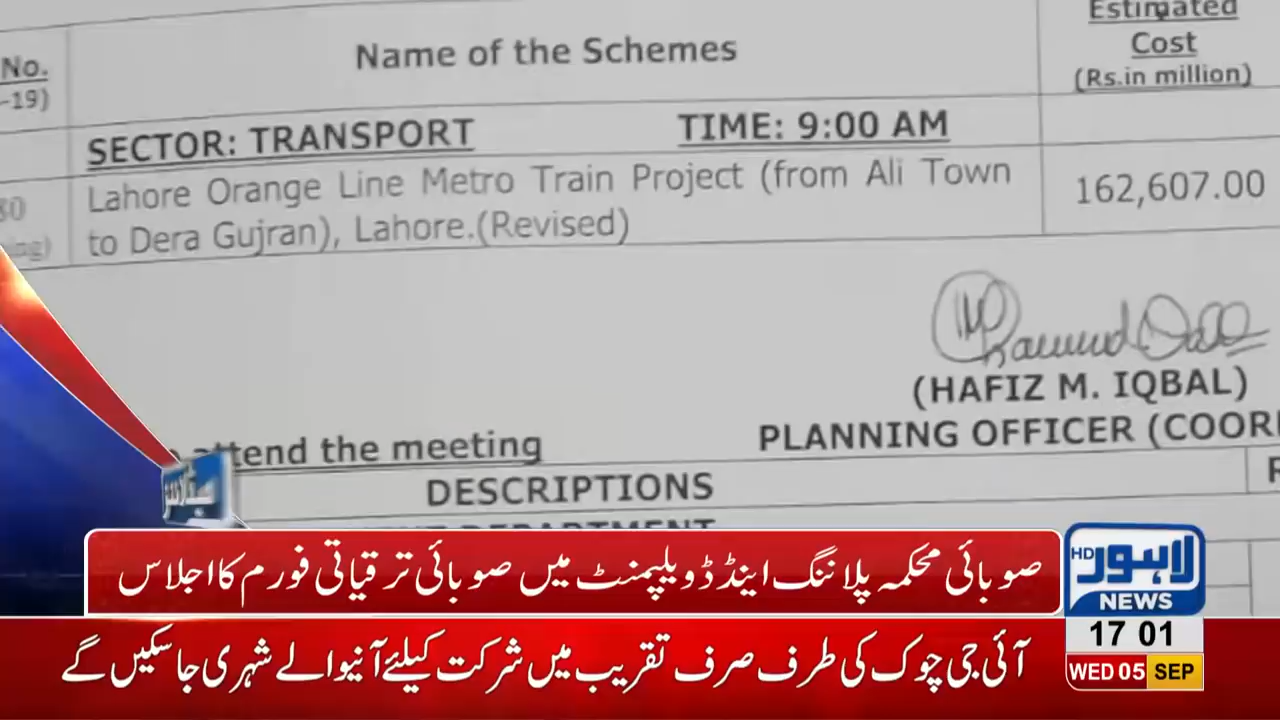 No.
-19)
Name of the Schemes
Estimated
Cost
(Rs.in million)
SECTOR: TRANSPORT TIME: 9:00 AM
Lahore Orange Line Metro Train Project (from Ali Town
to Dera Gujran), Lahore.(Revised)
162,607.00
(HAFIZ M. IQBAL)
PLANNING OFFICER
attend the meeting
DESCRIPTIONS
صوبائی محکمہ پلاننگ اینڈ ڈویلپمنٹ میں صوبائی ترقیاتی فورم کا اجلاس
HD لاہور
NEWS
17 01
WED 05 SEP
آئی جی چوک کی طرف صرف تقریب میں شرکت کیلئے آنیوالے شہری جا سکیں گے